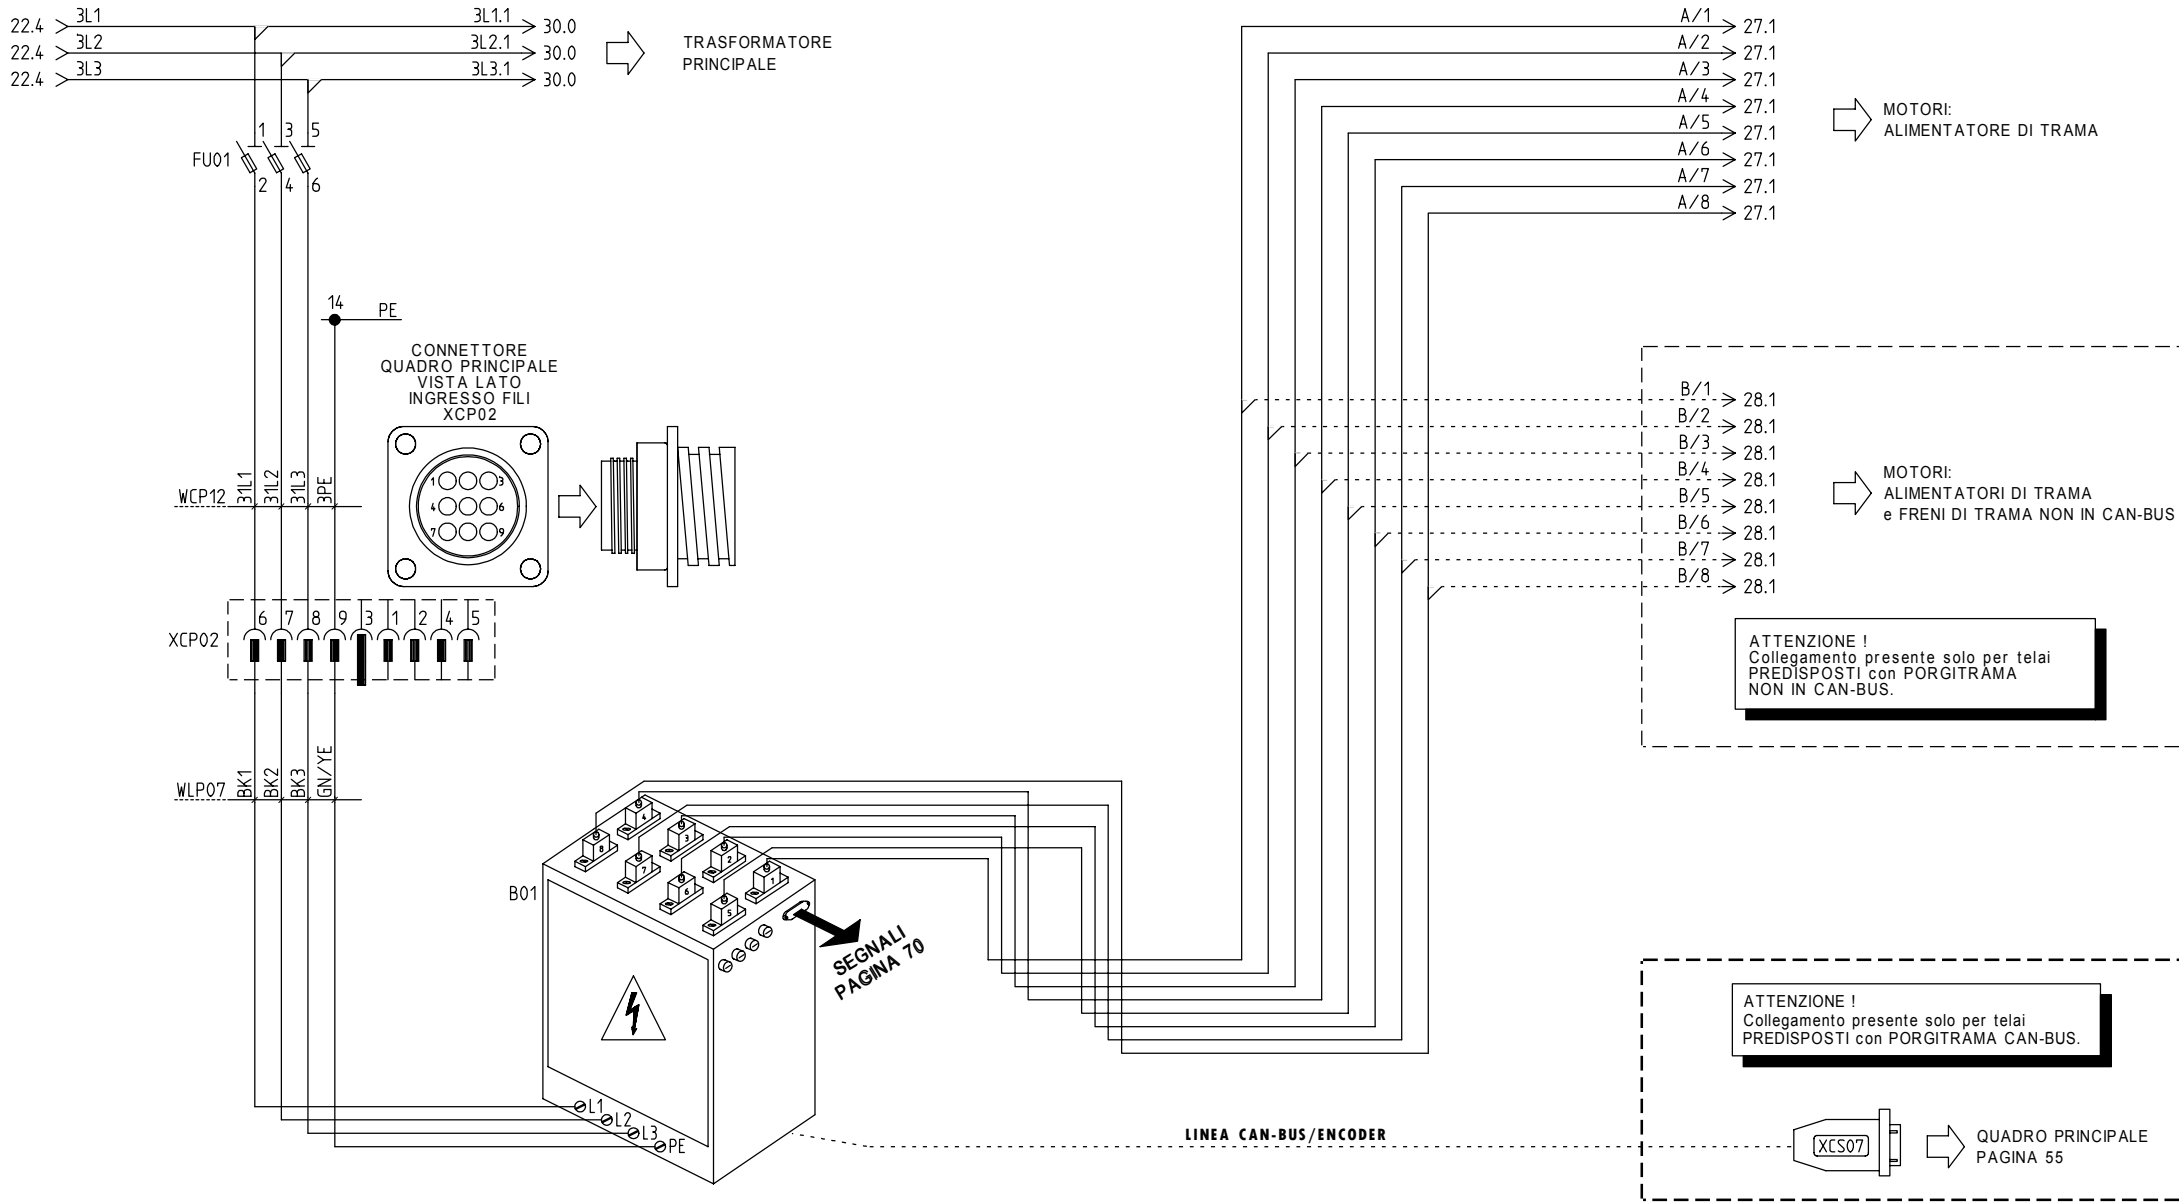 22.4 3L1 3L1.1 30.0
22.4 3L2 3L2.1 30.0
22.4 3L3 3L3.1 30.0
TRASFORMATORE
PRINCIPALE
FU01
1 3 5
2 4 6
14
PE
CONNETTORE
QUADRO PRINCIPALE
VISTA LATO
INGRESSO FILI
XCP02
1 3
4 6
7 9
WCP12
31L1
31L2
31L3
3PE
XCP02
6 7 8 9 3 1 2 4 5
WLP07
BK1
BK2
BK3
GN/YE
B01
4
3
2
1
8
7
6
5
SEGNALI
PAGINA 70
L1
L2
L3
PE
A/1 27.1
A/2 27.1
A/3 27.1
A/4 27.1
A/5 27.1
A/6 27.1
A/7 27.1
A/8 27.1
MOTORI:
ALIMENTATORE DI TRAMA
B/1 28.1
B/2 28.1
B/3 28.1
B/4 28.1
B/5 28.1
B/6 28.1
B/7 28.1
B/8 28.1
MOTORI:
ALIMENTATORI DI TRAMA
e FRENI DI TRAMA NON IN CAN-BUS
ATTENZIONE !
Collegamento presente solo per telai
PREDISPOSTI con PORGITRAMA
NON IN CAN-BUS.
ATTENZIONE !
Collegamento presente solo per telai
PREDISPOSTI con PORGITRAMA CAN-BUS.
LINEA CAN-BUS/ENCODER
XCS07
QUADRO PRINCIPALE
PAGINA 55